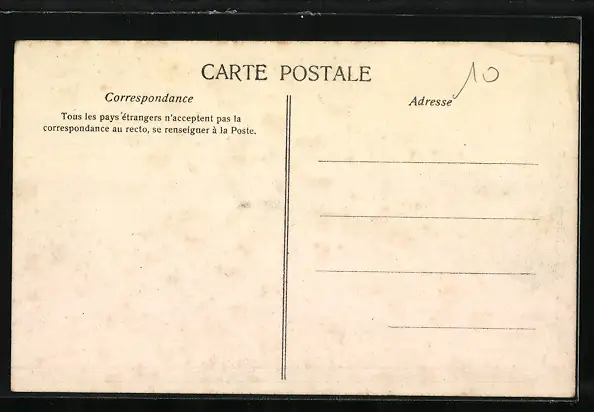 CARTE POSTALE
10
Correspondance
Adresse
Tous les pays étrangers n'acceptent pas la
correspondance au recto, se renseigner à la Poste.